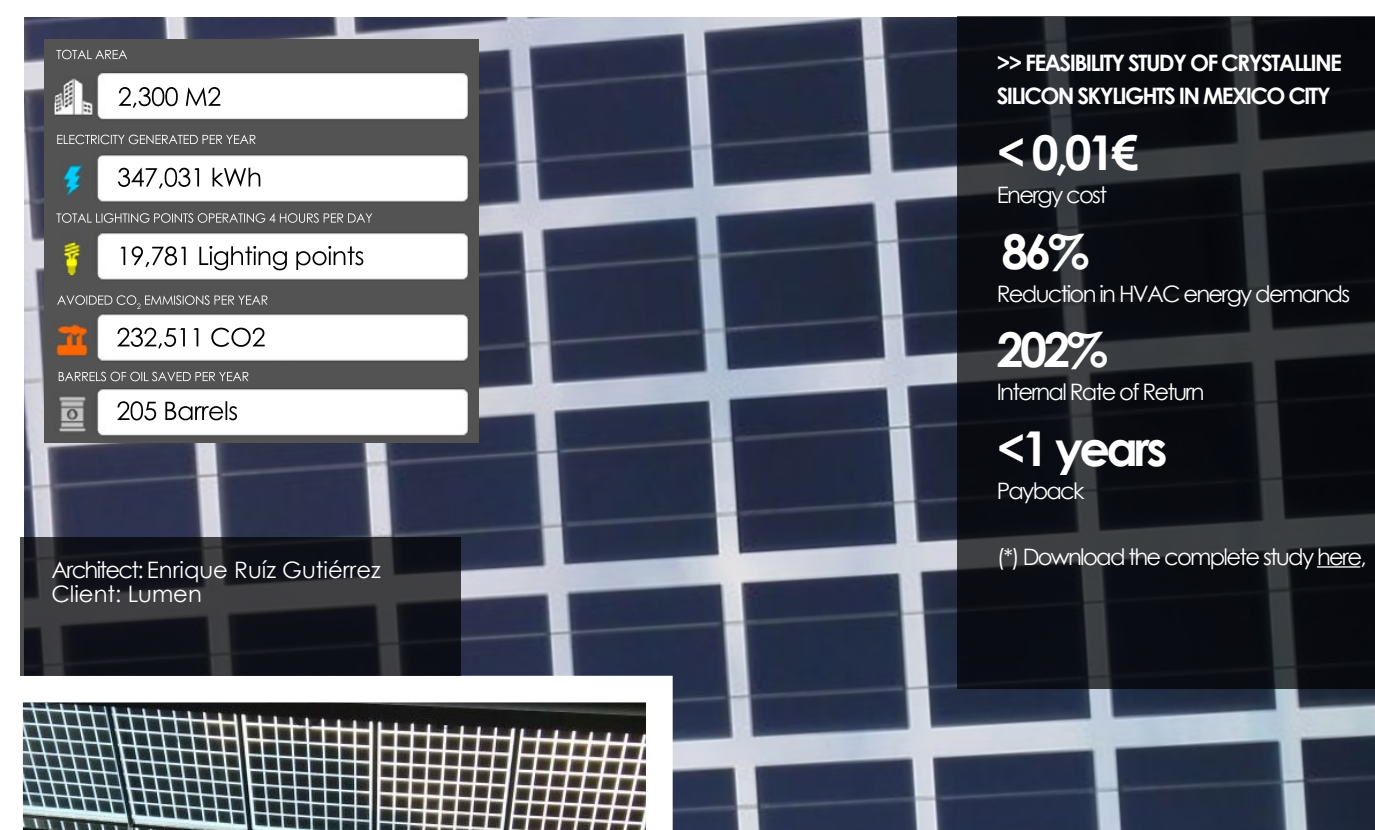 TOTAL AREA
2,300 M2
ELECTRICITY GENERATED PER YEAR
347,031 kWh
TOTAL LIGHTING POINTS OPERATING 4 HOURS PER DAY
19,781 Lighting points
AVOIDED CO₂ EMMISIONS PER YEAR
232,511 CO2
BARRELS OF OIL SAVED PER YEAR
205 Barrels
Architect: Enrique Ruíz Gutiérrez
Client: Lumen
>> FEASIBILITY STUDY OF CRYSTALLINE
SILICON SKYLIGHTS IN MEXICO CITY
< 0,01€
Energy cost
86%
Reduction in HVAC energy demands
202%
Internal Rate of Return
<1 years
Payback
(*) Download the complete study here,